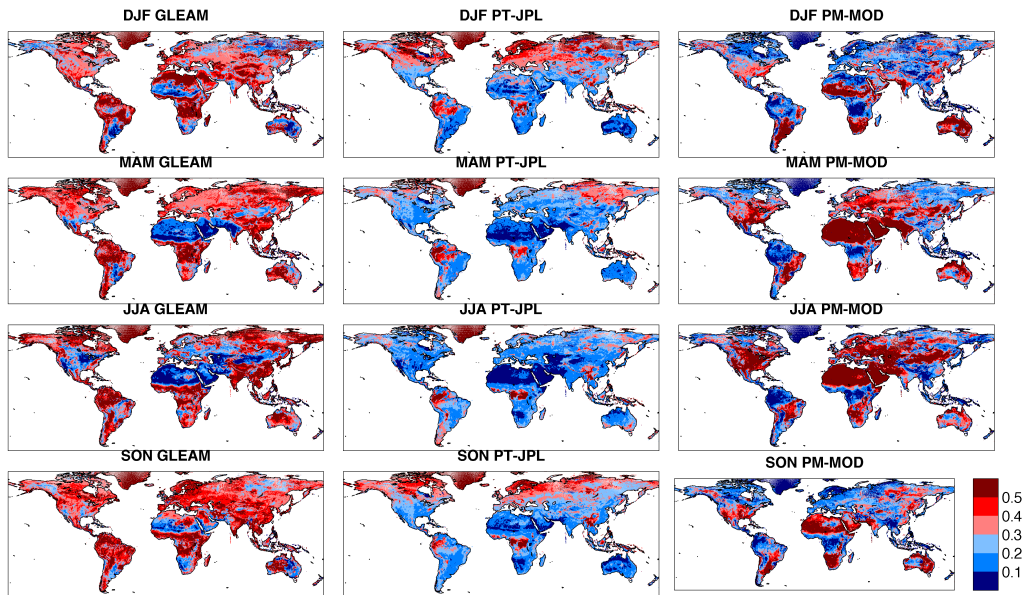 DJF GLEAM
DJF PT-JPL
DJF PM-MOD
MAM GLEAM
MAM PT-JPL
MAM PM-MOD
JJA GLEAM
JJA PT-JPL
JJA PM-MOD
SON GLEAM
SON PT-JPL
SON PM-MOD
0.5
0.4
0.3
0.2
0.1